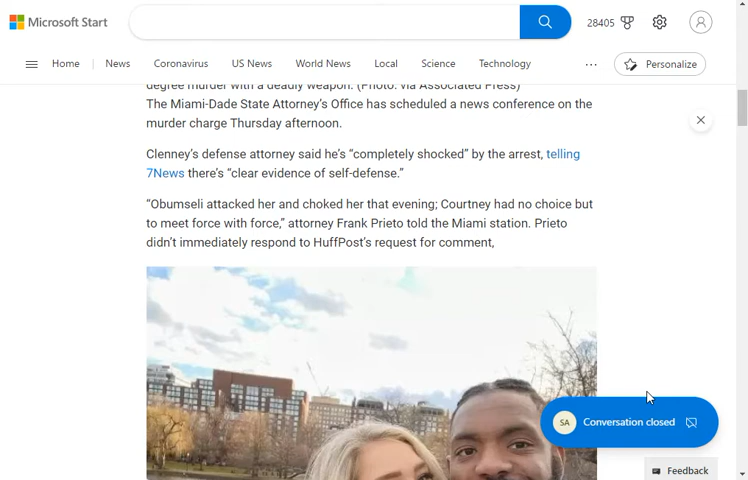 Microsoft Start
28405
Home
News
Coronavirus
US News
World News
Local
Science
Technology
...
Personalize
degree murder with a deadly weapon. (Photo: via Associated Press)
The Miami-Dade State Attorney's Office has scheduled a news conference on the
murder charge Thursday afternoon.
Clenney's defense attorney said he's “completely shocked” by the arrest, telling
7News there's “clear evidence of self-defense.”
“Obumseli attacked her and choked her that evening; Courtney had no choice but
to meet force with force,” attorney Frank Prieto told the Miami station. Prieto
didn't immediately respond to HuffPost's request for comment,
SA
Conversation closed
Feedback